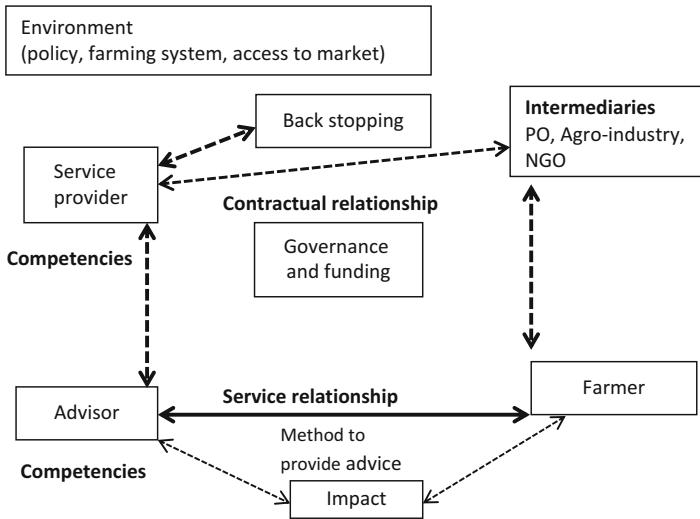 Environment
(policy, farming system, access to market)
Back stopping
Intermediaries
PO, Agro-industry,
NGO
Service
provider
Contractual relationship
Competencies
Governance
and funding
Service relationship
Farmer
Advisor
Method to
provide advice
Competencies
Impact